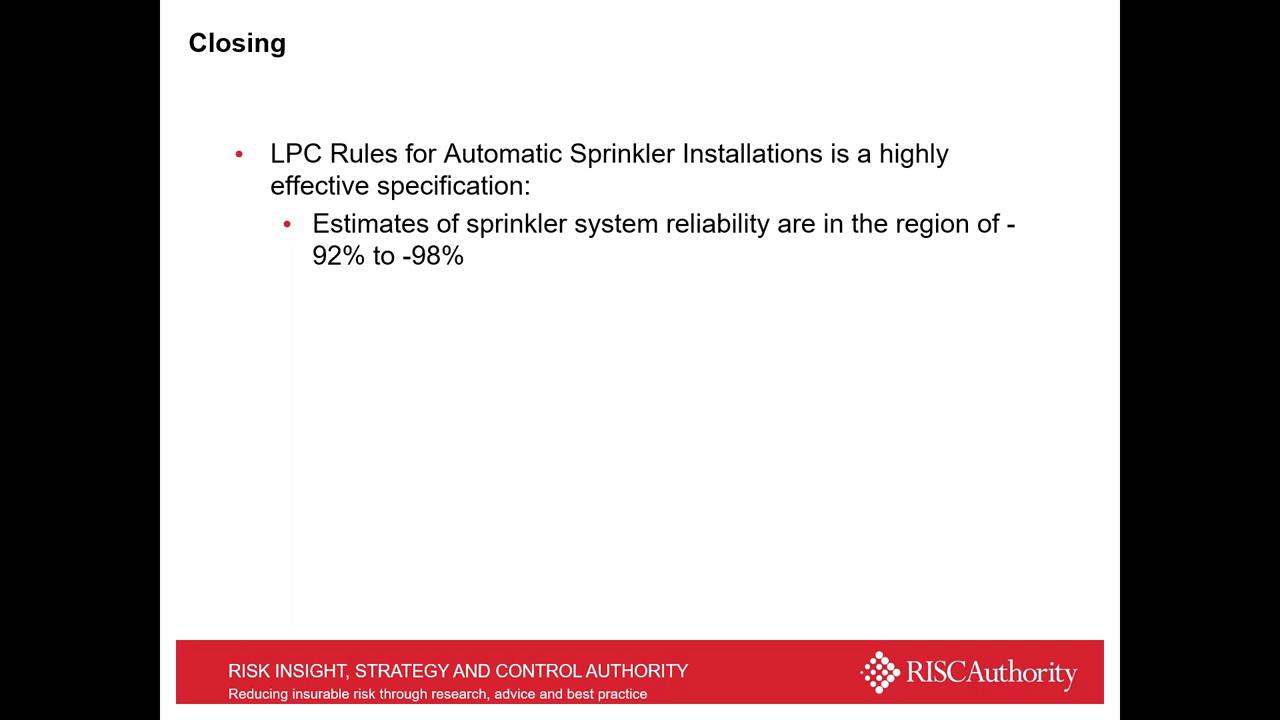 Closing
• LPC Rules for Automatic Sprinkler Installations is a highly
effective specification:
• Estimates of sprinkler system reliability are in the region of -
92% to -98%
RISK INSIGHT, STRATEGY AND CONTROL AUTHORITY
Reducing insurable risk through research, advice and best practice
RISCAuthority